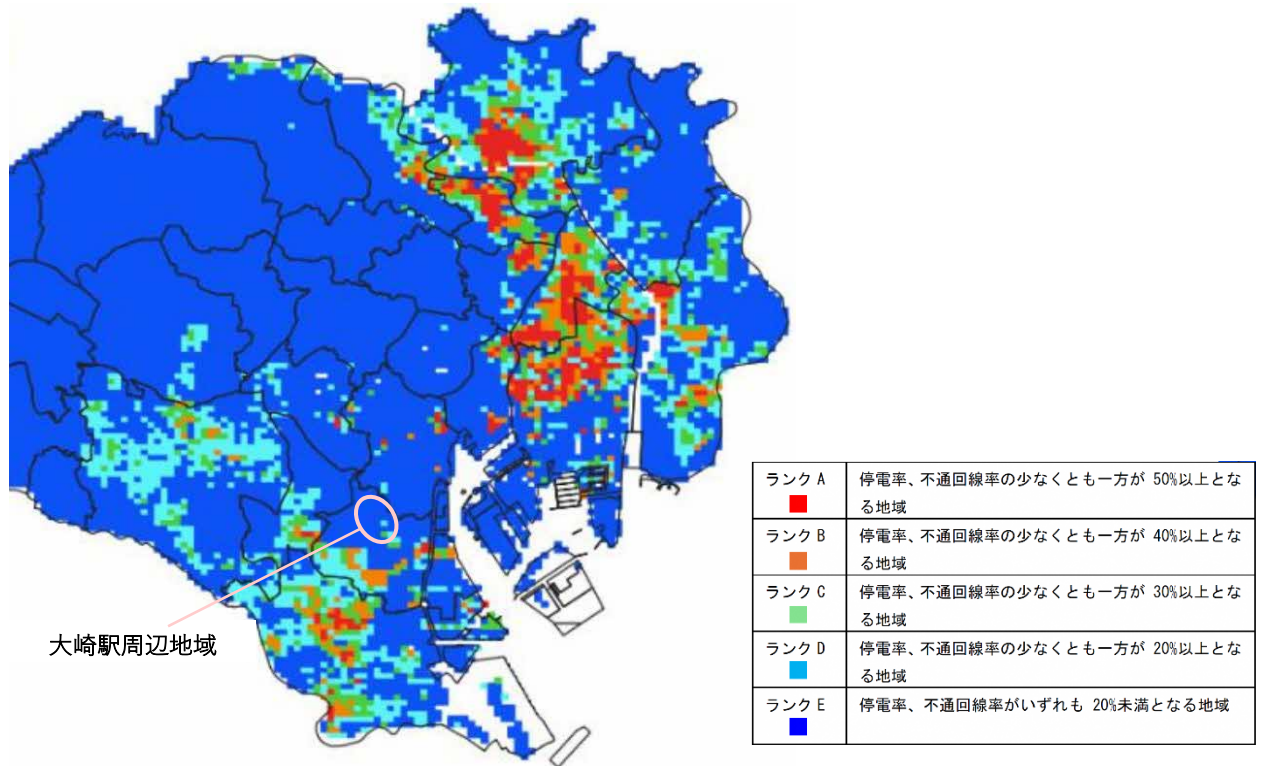 大崎駅周辺地域
ランク A
停電率、不通回線率の少なくとも一方が 50%以上とな
る地域
ランク B
停電率、不通回線率の少なくとも一方が 40%以上とな
る地域
ランク C
停電率、不通回線率の少なくとも一方が 30%以上とな
る地域
ランク D
停電率、不通回線率の少なくとも一方が 20%以上とな
る地域
ランク E
停電率、不通回線率がいずれも 20%未満となる地域